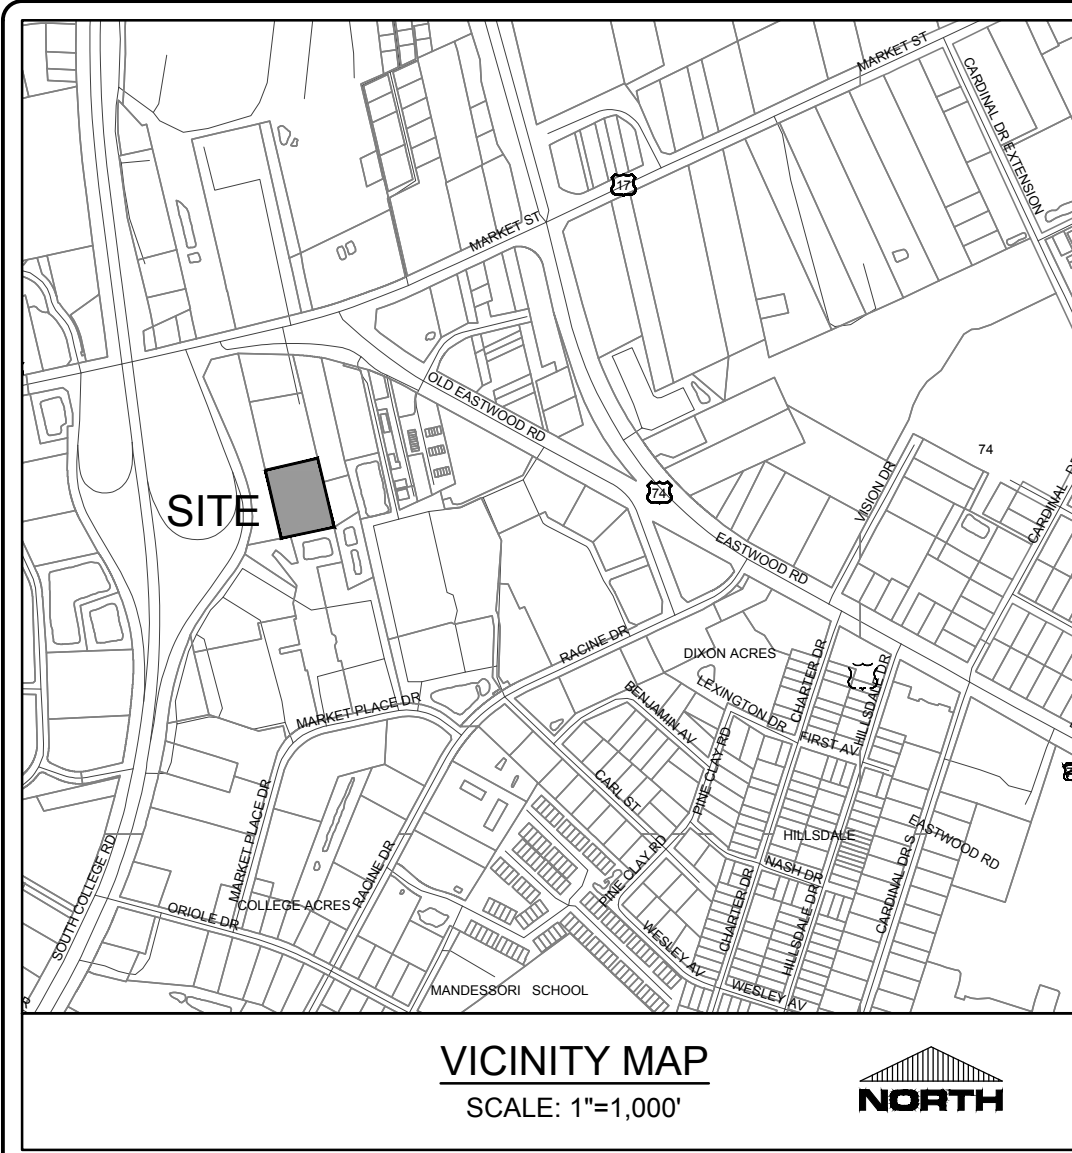 MARKET ST
CARDINAL DR EXTENSION
17
MARKET ST
OLD EASTWOOD RD
74
VISION DR
74
CARDINAL
SITE
EASTWOOD RD
RACINE DR
DIXON ACRES
CHARTER DR
HILLSDALE DR
BENJAMIN AV
LEXINGTON DR
MARKET PLACE DR
FIRST AV
PINE CLAY RD
CARL ST
MARKET PLACE DR
HILLSDALE
EASTWOOD RD
SOUTH COLLEGE RD
RACINE DR
PINE CLAY RD
NASH DR
CARDINAL DR S
COLLEGE ACRES
ORIOLE DR
CHARTER DR
HILLSDALE DR
WESLEY AV
MANDESSORI SCHOOL
WESLEY AV
VICINITY MAP
SCALE: 1"=1,000'
NORTH